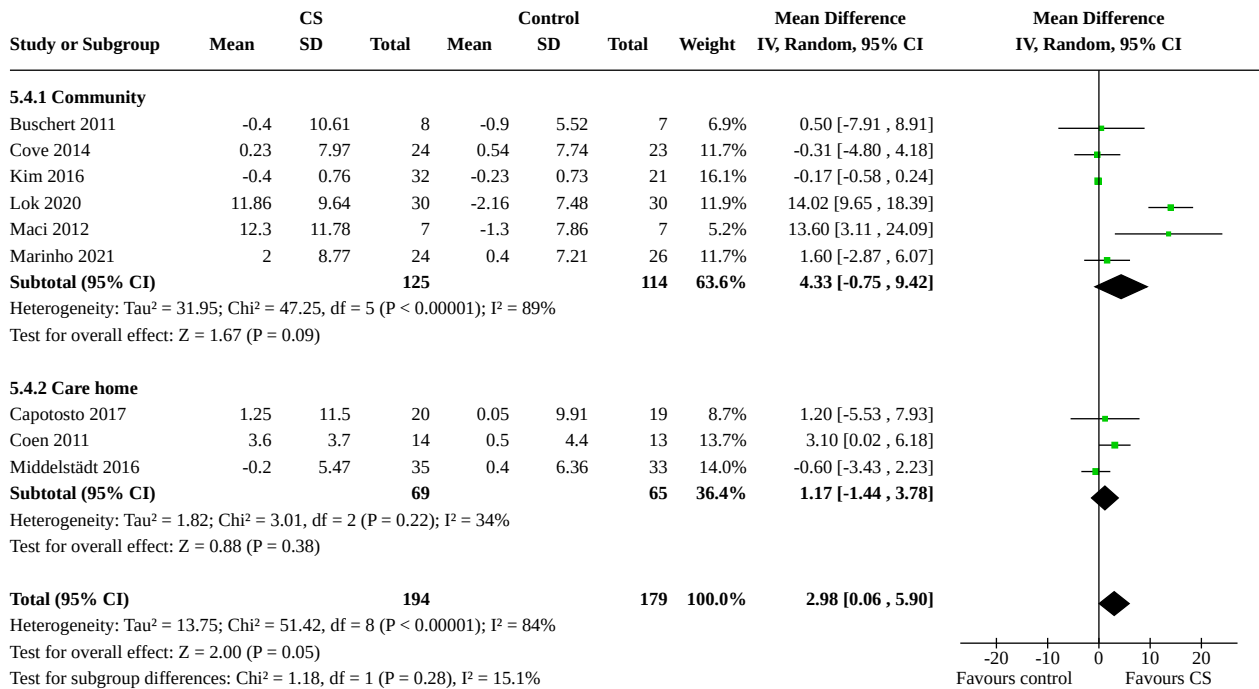 CS Control Mean Difference Mean Difference
Study or Subgroup Mean SD Total Mean SD Total Weight IV, Random, 95% CI IV, Random, 95% CI
5.4.1 Community
Buschert 2011 -0.4 10.61 8 -0.9 5.52 7 6.9% 0.50 [-7.91 , 8.91]
Cove 2014 0.23 7.97 24 0.54 7.74 23 11.7% -0.31 [-4.80 , 4.18]
Kim 2016 -0.4 0.76 32 -0.23 0.73 21 16.1% -0.17 [-0.58 , 0.24]
Lok 2020 11.86 9.64 30 -2.16 7.48 30 11.9% 14.02 [9.65 , 18.39]
Maci 2012 12.3 11.78 7 -1.3 7.86 7 5.2% 13.60 [3.11 , 24.09]
Marinho 2021 2 8.77 24 0.4 7.21 26 11.7% 1.60 [-2.87 , 6.07]
Subtotal (95% CI) 125 114 63.6% 4.33 [-0.75 , 9.42]
Heterogeneity: Tau² = 31.95; Chi² = 47.25, df = 5 (P < 0.00001); I² = 89%
Test for overall effect: Z = 1.67 (P = 0.09)
5.4.2 Care home
Capotosto 2017 1.25 11.5 20 0.05 9.91 19 8.7% 1.20 [-5.53 , 7.93]
Coen 2011 3.6 3.7 14 0.5 4.4 13 13.7% 3.10 [0.02 , 6.18]
Middelstädt 2016 -0.2 5.47 35 0.4 6.36 33 14.0% -0.60 [-3.43 , 2.23]
Subtotal (95% CI) 69 65 36.4% 1.17 [-1.44 , 3.78]
Heterogeneity: Tau² = 1.82; Chi² = 3.01, df = 2 (P = 0.22); I² = 34%
Test for overall effect: Z = 0.88 (P = 0.38)
Total (95% CI) 194 179 100.0% 2.98 [0.06 , 5.90]
Heterogeneity: Tau² = 13.75; Chi² = 51.42, df = 8 (P < 0.00001); I² = 84%
Test for overall effect: Z = 2.00 (P = 0.05)
Test for subgroup differences: Chi² = 1.18, df = 1 (P = 0.28), I² = 15.1%
-20 -10 0 10 20
Favours control Favours CS